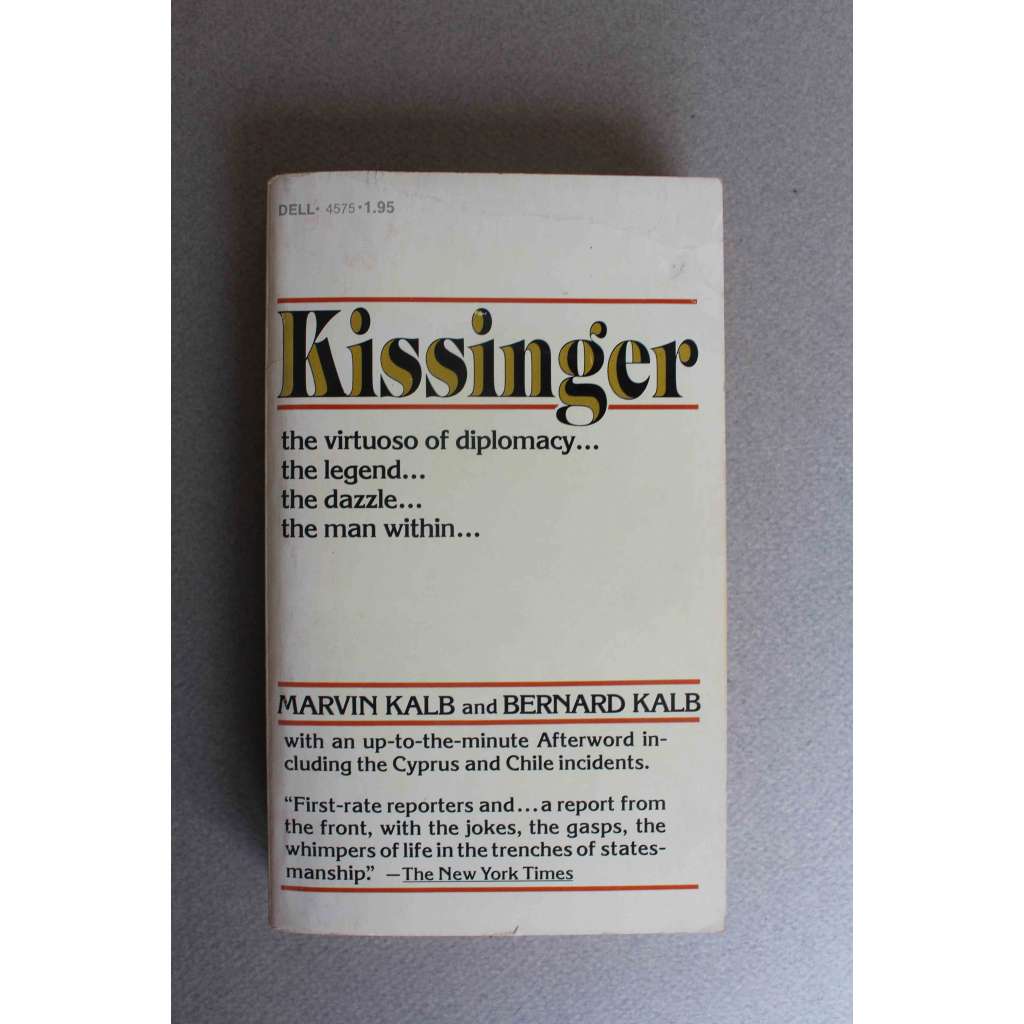 DELL • 4575 • 1.95
Kissinger
the virtuoso of diplomacy...
the legend...
the dazzle...
the man within...
MARVIN KALB and BERNARD KALB
with an up-to-the-minute Afterword in-
cluding the Cyprus and Chile incidents.
“First-rate reporters and...a report from
the front, with the jokes, the gasps, the
whimpers of life in the trenches of states-
manship.” —The New York Times